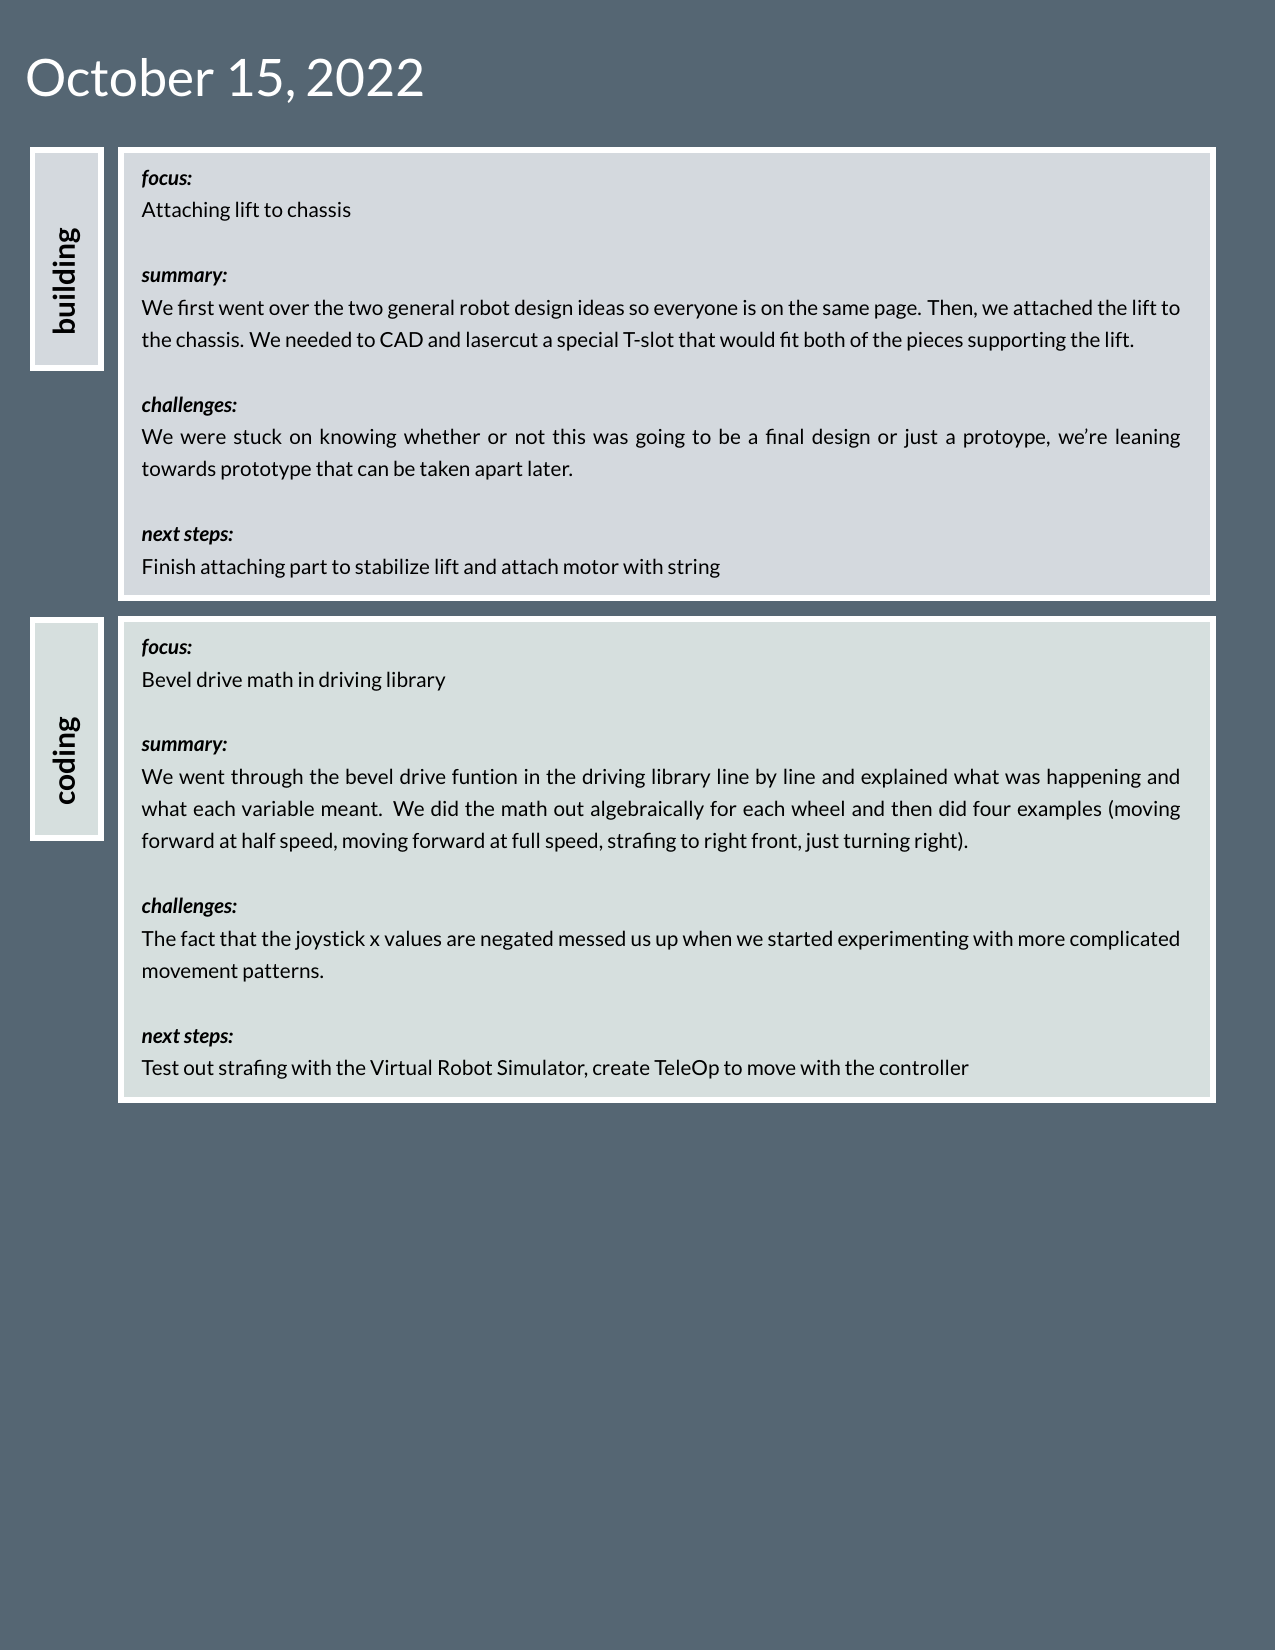 October 15, 2022
building
focus:
Attaching lift to chassis
summary:
We first went over the two general robot design ideas so everyone is on the same page. Then, we attached the lift to
the chassis. We needed to CAD and lasercut a special T-slot that would fit both of the pieces supporting the lift.
challenges:
We were stuck on knowing whether or not this was going to be a final design or just a protoype, we’re leaning
towards prototype that can be taken apart later.
next steps:
Finish attaching part to stabilize lift and attach motor with string
coding
focus:
Bevel drive math in driving library
summary:
We went through the bevel drive funtion in the driving library line by line and explained what was happening and
what each variable meant. We did the math out algebraically for each wheel and then did four examples (moving
forward at half speed, moving forward at full speed, strafing to right front, just turning right).
challenges:
The fact that the joystick x values are negated messed us up when we started experimenting with more complicated
movement patterns.
next steps:
Test out strafing with the Virtual Robot Simulator, create TeleOp to move with the controller